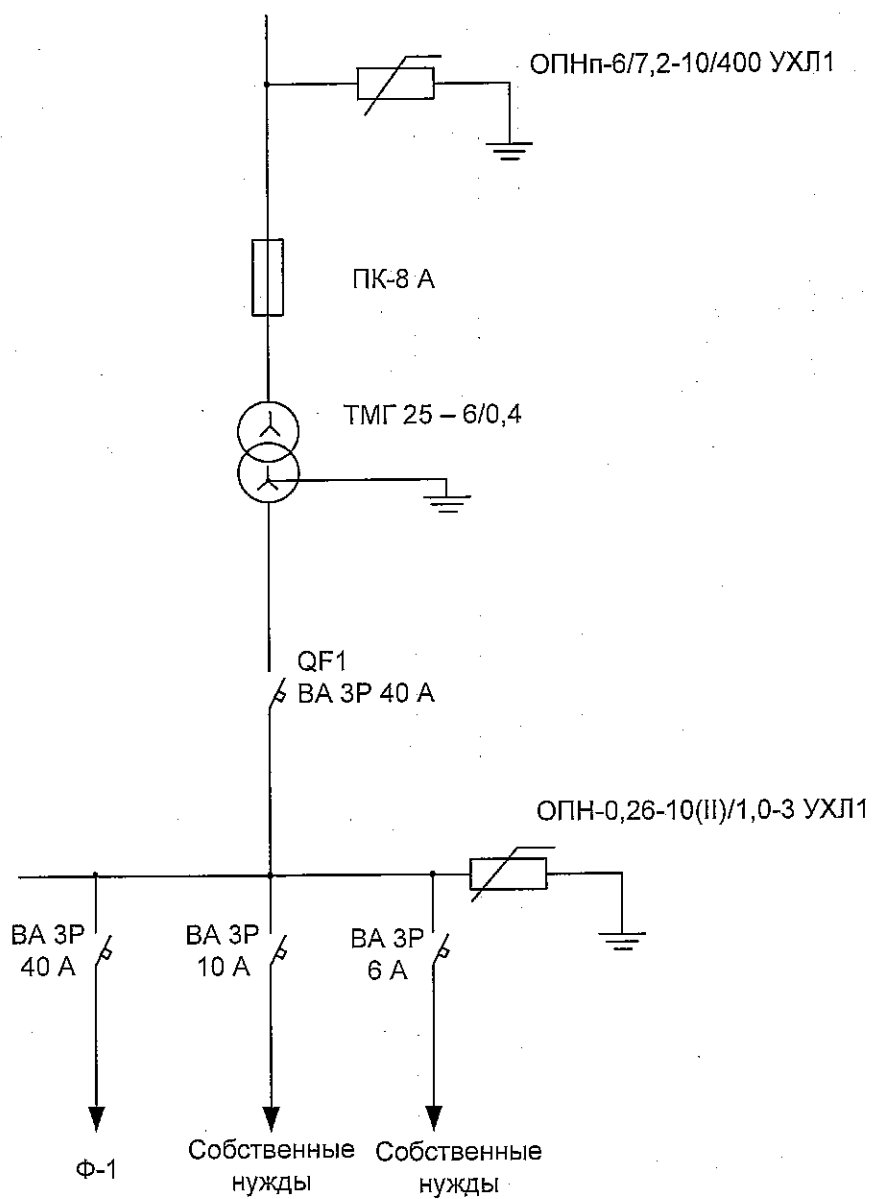 ОПНп-6/7,2-10/400 УХЛ1
ПК-8 А
ТМГ 25 – 6/0,4
QF1
ВА 3Р 40 А
ОПН-0,26-10(II)/1,0-3 УХЛ1
ВА 3Р
40 А
ВА 3Р
10 А
ВА 3Р
6 А
Ф-1
Собственные
нужды
Собственные
нужды